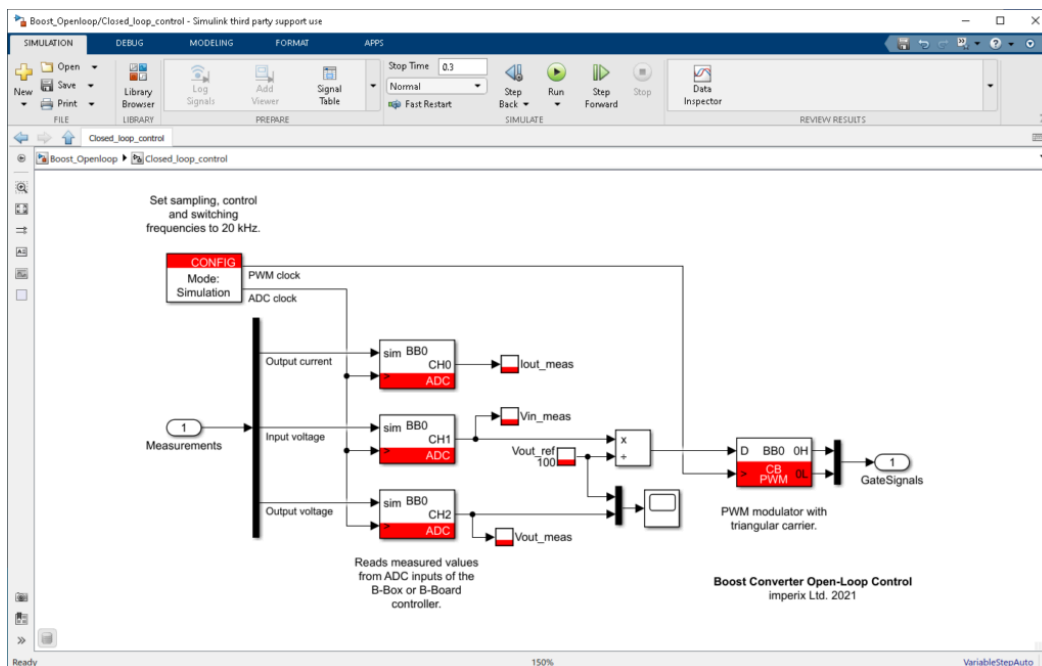 Boost_Openloop/Closed_loop_control - Simulink third party support use
SIMULATION
DEBUG
MODELING
FORMAT
APPS
New
Open
Save
Print
FILE
Library
Browser
LIBRARY
Log
Signals
Add
Viewer
Signal
Table
PREPARE
Stop Time 0.3
Normal
Fast Restart
Step
Back
Run
Step
Forward
Stop
SIMULATE
Data
Inspector
REVIEW RESULTS
Closed_loop_control
Boost_Openloop Closed_loop_control
Set sampling, control
and switching
frequencies to 20 kHz.
CONFIG
Mode:
Simulation
PWM clock
ADC clock
Output current
sim BB0
CH0
> ADC
Iout_meas
1
Measurements
Input voltage
sim BB0
CH1
> ADC
Vin_meas
Vout_ref
100
x
÷
D BB0 0H
> CB 0L
PWM
1
GateSignals
Output voltage
sim BB0
CH2
> ADC
Vout_meas
PWM modulator with
triangular carrier.
Reads measured values
from ADC inputs of the
B-Box or B-Board
controller.
Boost Converter Open-Loop Control
imperix Ltd. 2021
Ready
150%
VariableStepAuto